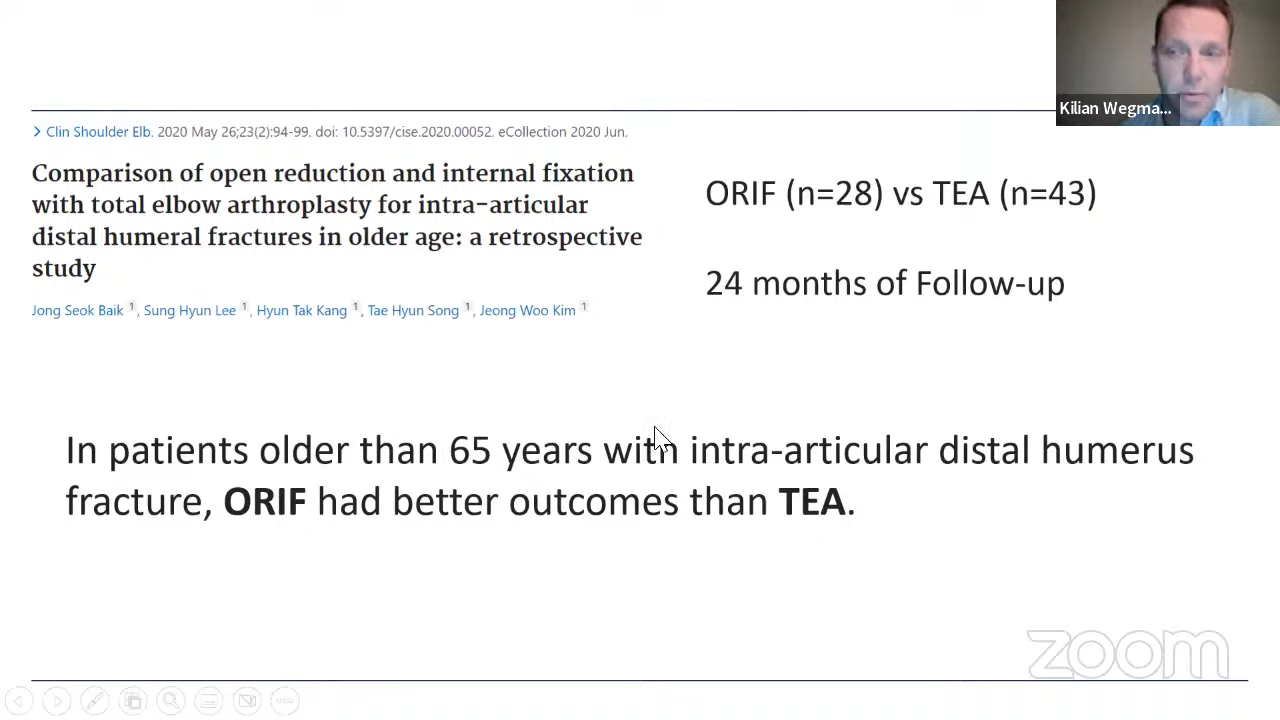 Kilian Wegma...
> Clin Shoulder Elb. 2020 May 26;23(2):94-99. doi: 10.5397/cise.2020.00052. eCollection 2020 Jun.
Comparison of open reduction and internal fixation
with total elbow arthroplasty for intra-articular
distal humeral fractures in older age: a retrospective
study
Jong Seok Baik 1, Sung Hyun Lee 1, Hyun Tak Kang 1, Tae Hyun Song 1, Jeong Woo Kim 1
ORIF (n=28) vs TEA (n=43)
24 months of Follow-up
In patients older than 65 years with intra-articular distal humerus
fracture, ORIF had better outcomes than TEA.
zoom